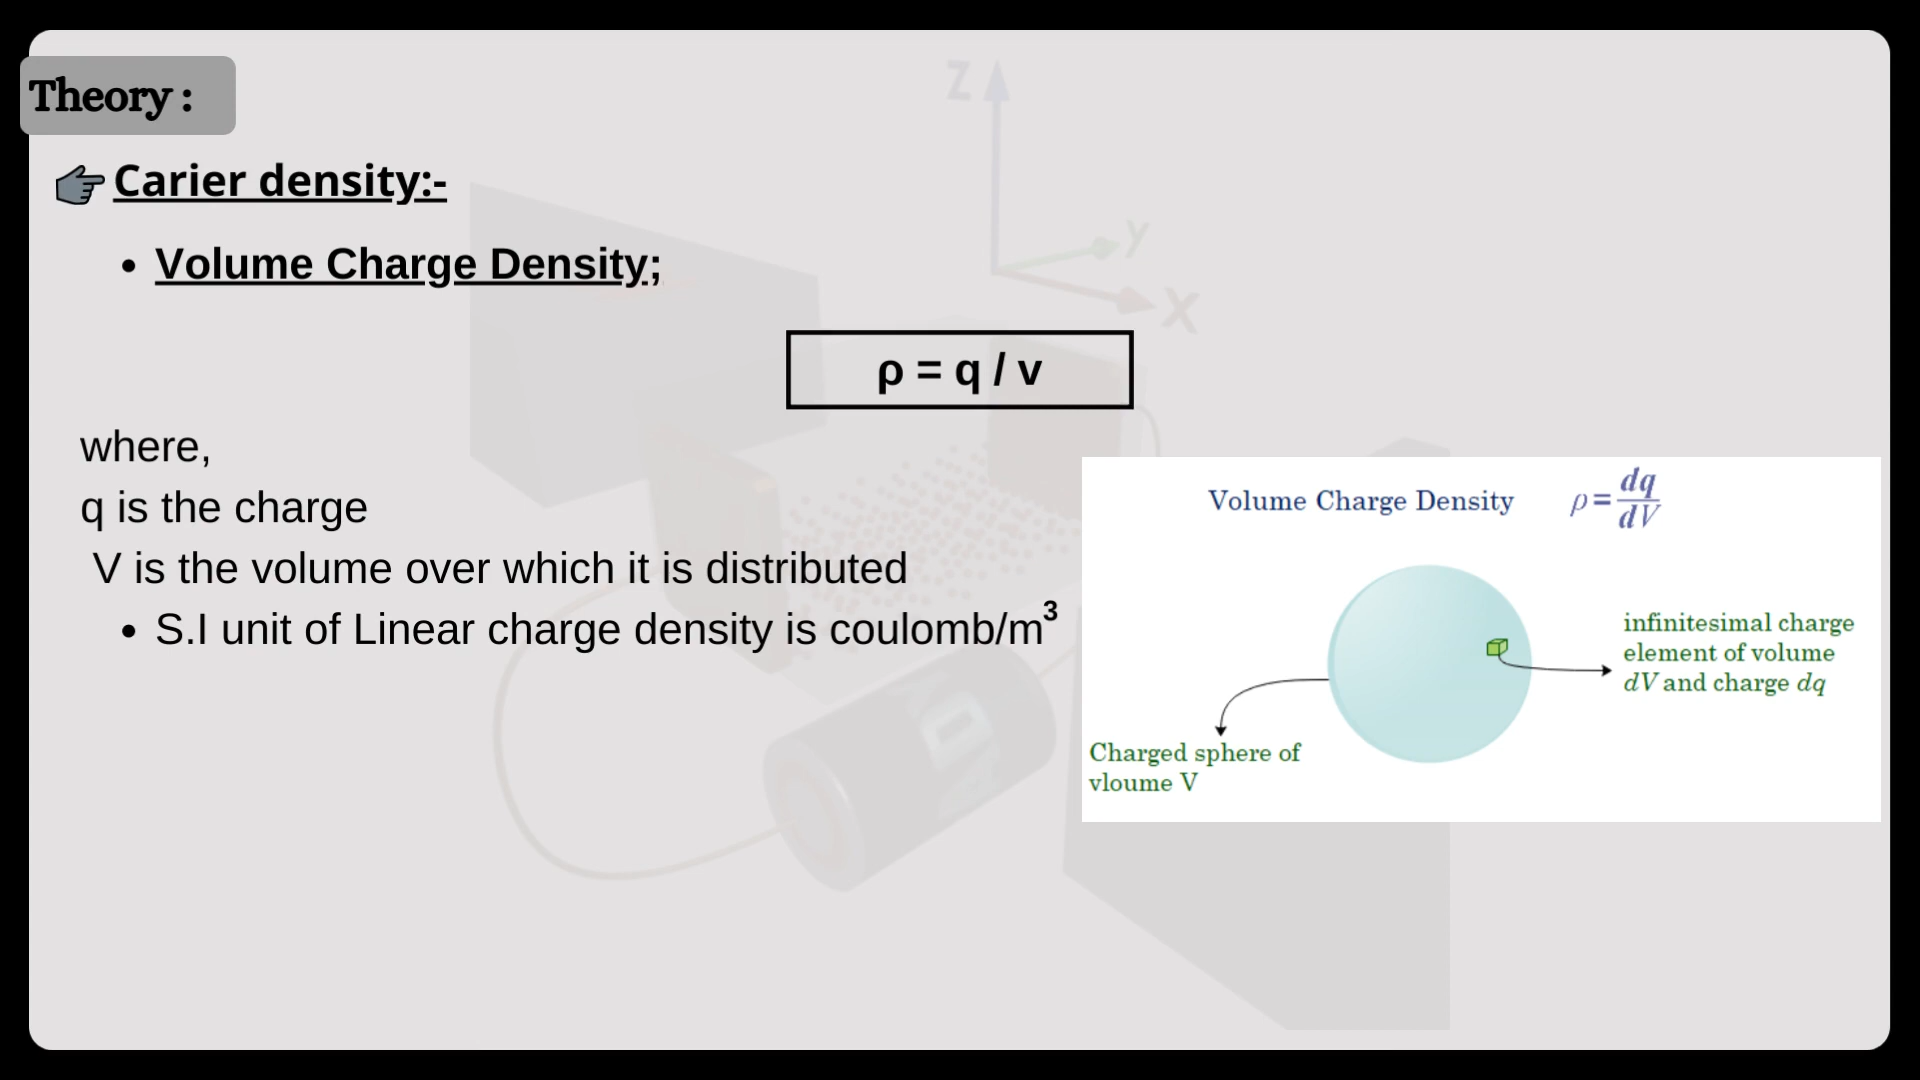 Theory :
Carier density:-
• Volume Charge Density;
ρ = q / v
where,
q is the charge
V is the volume over which it is distributed
• S.I unit of Linear charge density is coulomb/m³
Volume Charge Density ρ = dq/dV
infinitesimal charge
element of volume
dV and charge dq
Charged sphere of
vloume V
Z
y
X